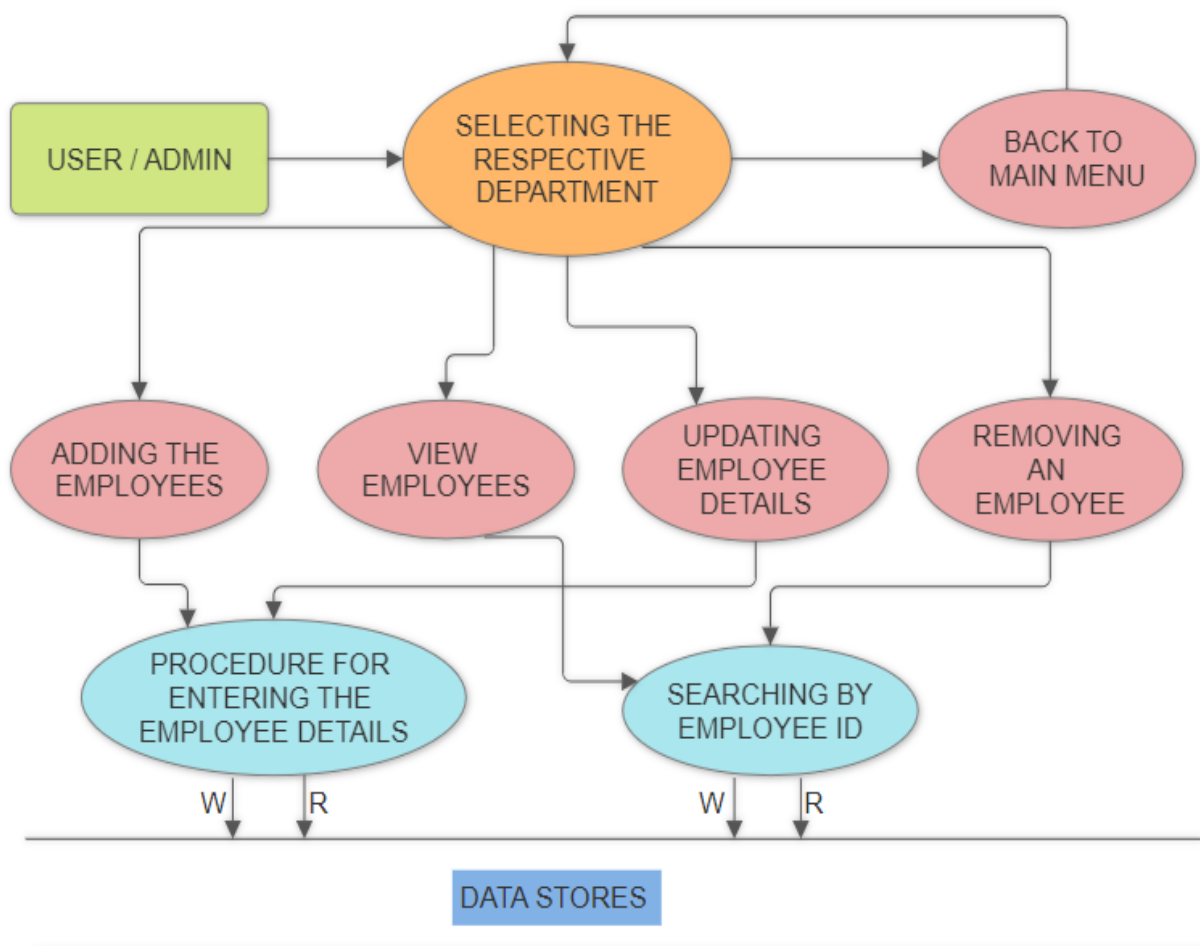 USER / ADMIN
SELECTING THE
RESPECTIVE
DEPARTMENT
BACK TO
MAIN MENU
ADDING THE
EMPLOYEES
VIEW
EMPLOYEES
UPDATING
EMPLOYEE
DETAILS
REMOVING
AN
EMPLOYEE
PROCEDURE FOR
ENTERING THE
EMPLOYEE DETAILS
SEARCHING BY
EMPLOYEE ID
W
R
W
R
DATA STORES